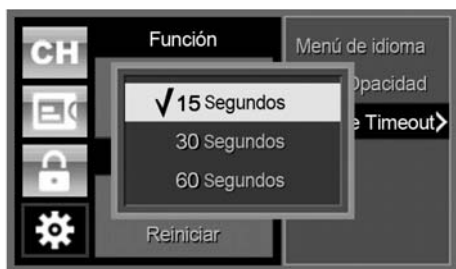 CH
Función
Menú de idioma
Opacidad
Timeout
√ 15 Segundos
30 Segundos
60 Segundos
Reiniciar